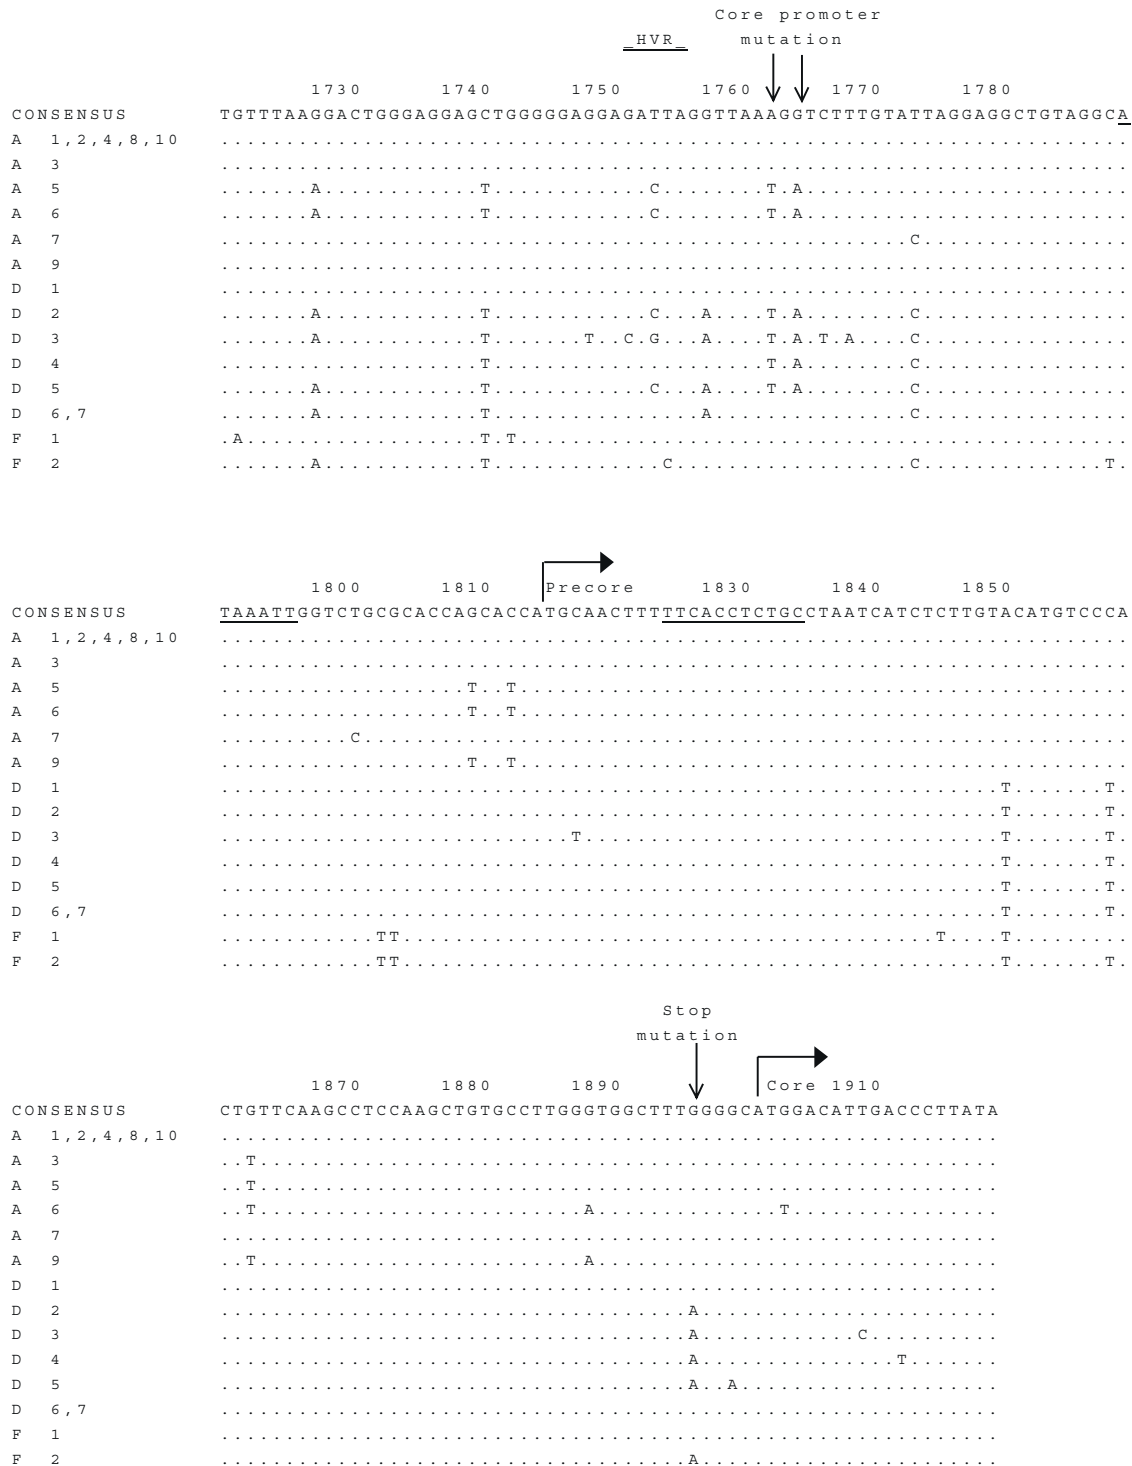 Core promoter
_HVR_ mutation
1730 1740 1750 1760 1770 1780
CONSENSUS TGTTTAAGGACTGGGAGGAGCTGGGGGAGGAGATTAGGTTAAAGGTCTTTGTATTAGGAGGCTGTAGGCA
A 1,2,4,8,10 ......................................................................
A 3 ......................................................................
A 5 .......A............T............C........T.A.........................
A 6 .......A............T............C........T.A.........................
A 7 .....................................................C................
A 9 ......................................................................
D 1 ......................................................................
D 2 .......A............T............C...A....T.A........C................
D 3 .......A............T.......T..C.G...A....T.A.T.A....C................
D 4 ....................T.....................T.A........C................
D 5 .......A............T............C...A....T.A........C................
D 6,7 .......A............T................A...............C................
F 1 .A..................T.T...............................................
F 2 .......A............T.............C..................C..............T.
1800 1810 Precore 1830 1840 1850
CONSENSUS TAAATTGGTCTGCGCACCAGCACCATGCAACTTTTTCACCTCTGCCTAATCATCTCTTGTACATGTCCCA
A 1,2,4,8,10 ......................................................................
A 3 ......................................................................
A 5 ...................T..T...............................................
A 6 ...................T..T...............................................
A 7 ..........C...........................................................
A 9 ...................T..T...............................................
D 1 ............................................................T.......T.
D 2 ............................................................T.......T.
D 3 ...........................T................................T.......T.
D 4 ............................................................T.......T.
D 5 ............................................................T.......T.
D 6,7 ............................................................T.......T.
F 1 ............TT.........................................T....T.........
F 2 ............TT..............................................T.......T.
Stop
mutation
1870 1880 1890 Core 1910
CONSENSUS CTGTTCAAGCCTCCAAGCTGTGCCTTGGGTGGCTTTGGGGCATGGACATTGACCCTTATA
A 1,2,4,8,10 ............................................................
A 3 ..T.........................................................
A 5 ..T.........................................................
A 6 ..T.........................A..............T................
A 7 ............................................................
A 9 ..T.........................A...............................
D 1 ............................................................
D 2 ....................................A.......................
D 3 ....................................A............C..........
D 4 ....................................A...............T.......
D 5 ....................................A..A....................
D 6,7 ............................................................
F 1 ............................................................
F 2 ....................................A.......................